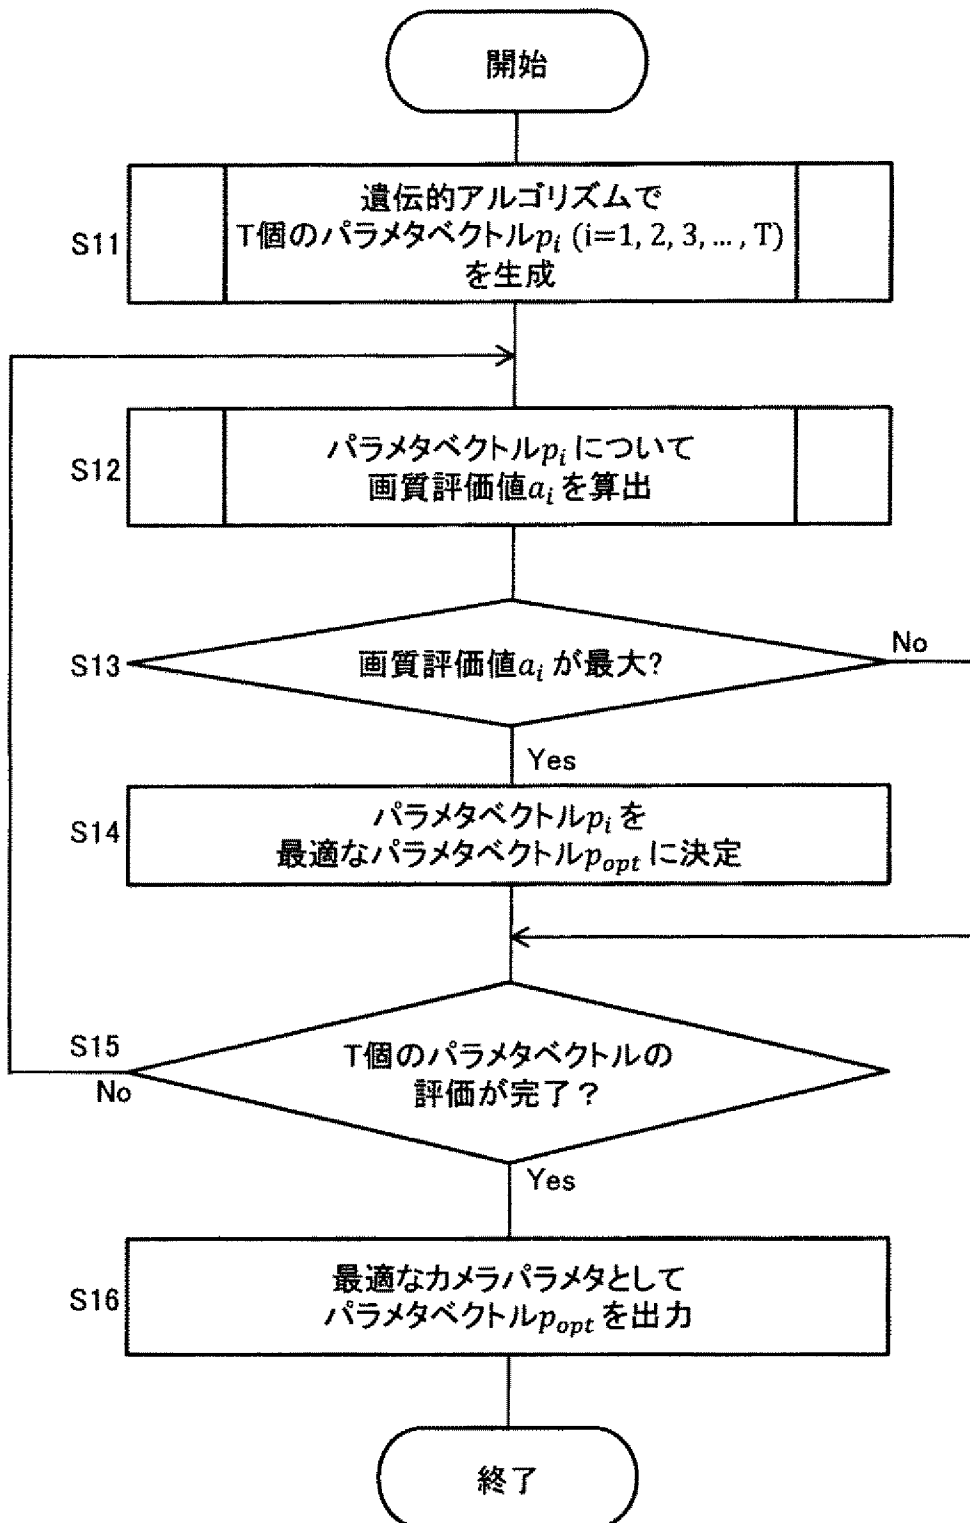 開始
S11
遺伝的アルゴリズムで
T個のパラメタベクトルp_i (i=1, 2, 3, ... , T)
を生成
S12
パラメタベクトルp_i について
画質評価値a_i を算出
S13
画質評価値a_i が最大?
No
Yes
S14
パラメタベクトルp_i を
最適なパラメタベクトルp_opt に決定
S15
T個のパラメタベクトルの
評価が完了？
No
Yes
S16
最適なカメラパラメタとして
パラメタベクトルp_opt を出力
終了